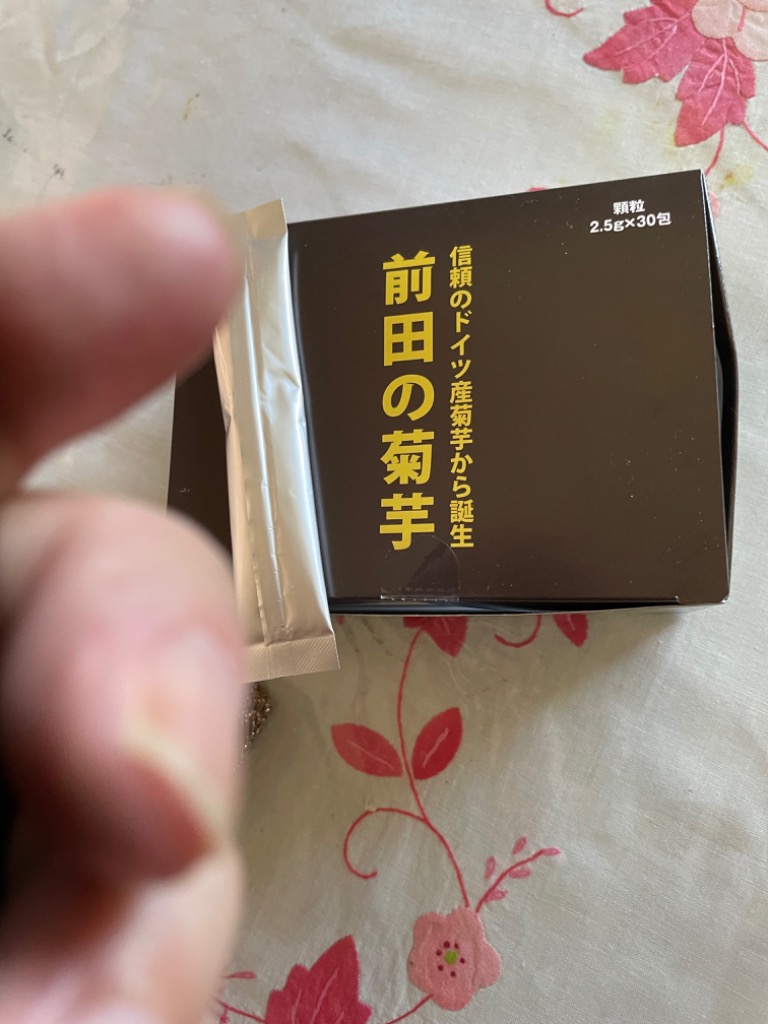 顆粒
2.5g×30包
信頼のドイツ産菊芋から誕生
前田の菊芋